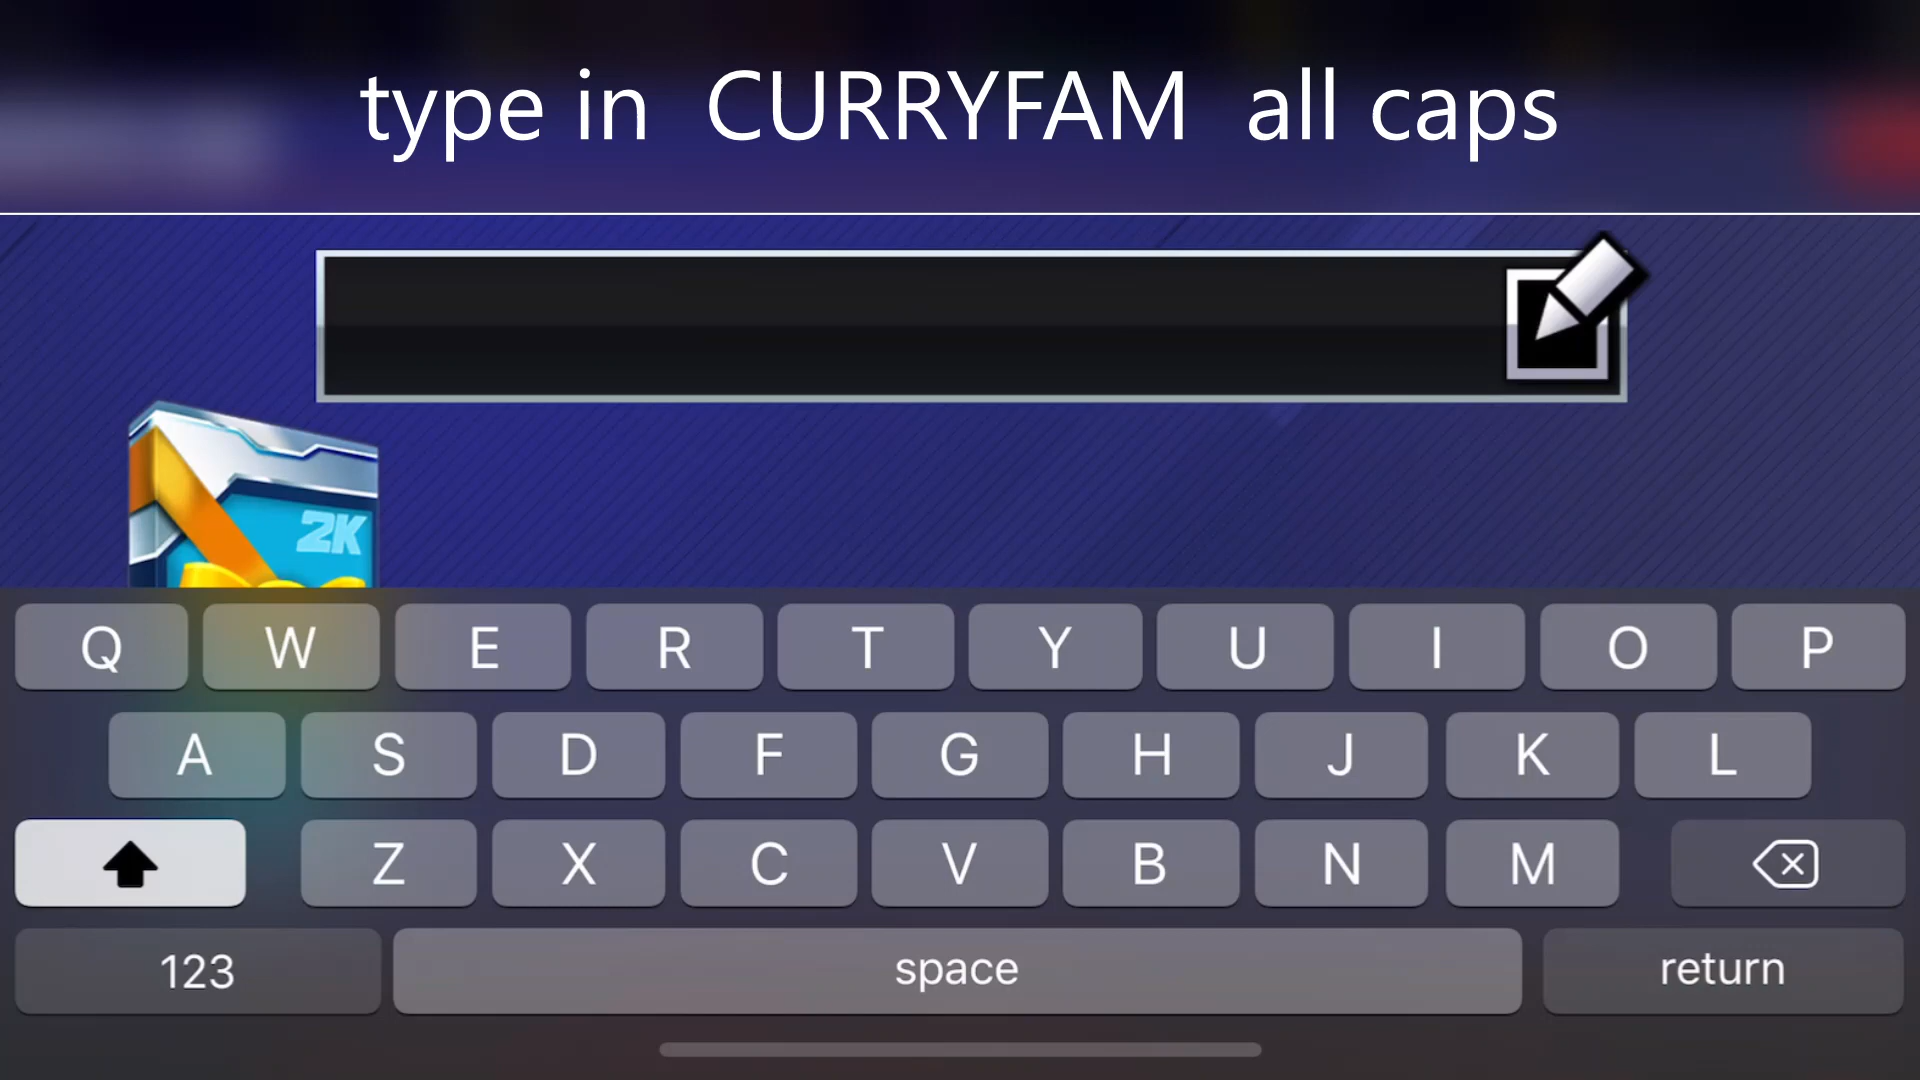 type in CURRYFAM all caps
2K
Q W E R T Y U I O P
A S D F G H J K L
Z X C V B N M
123 space return